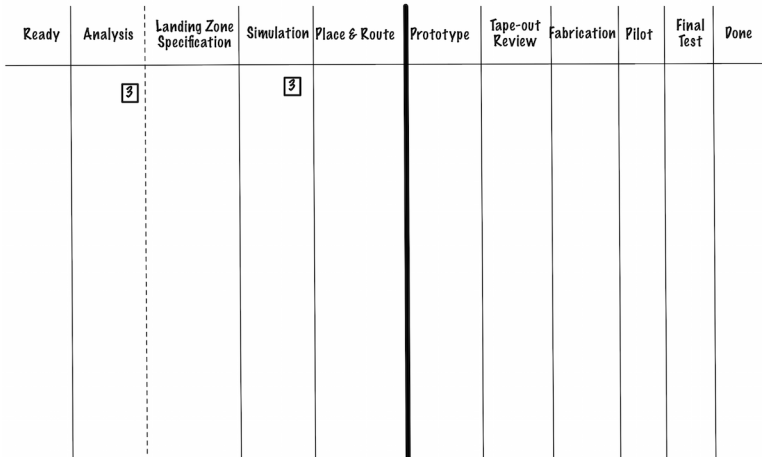 Ready
Analysis
Landing Zone
Specification
Simulation
Place & Route
Prototype
Tape-out
Review
Fabrication
Pilot
Final
Test
Done
3
3